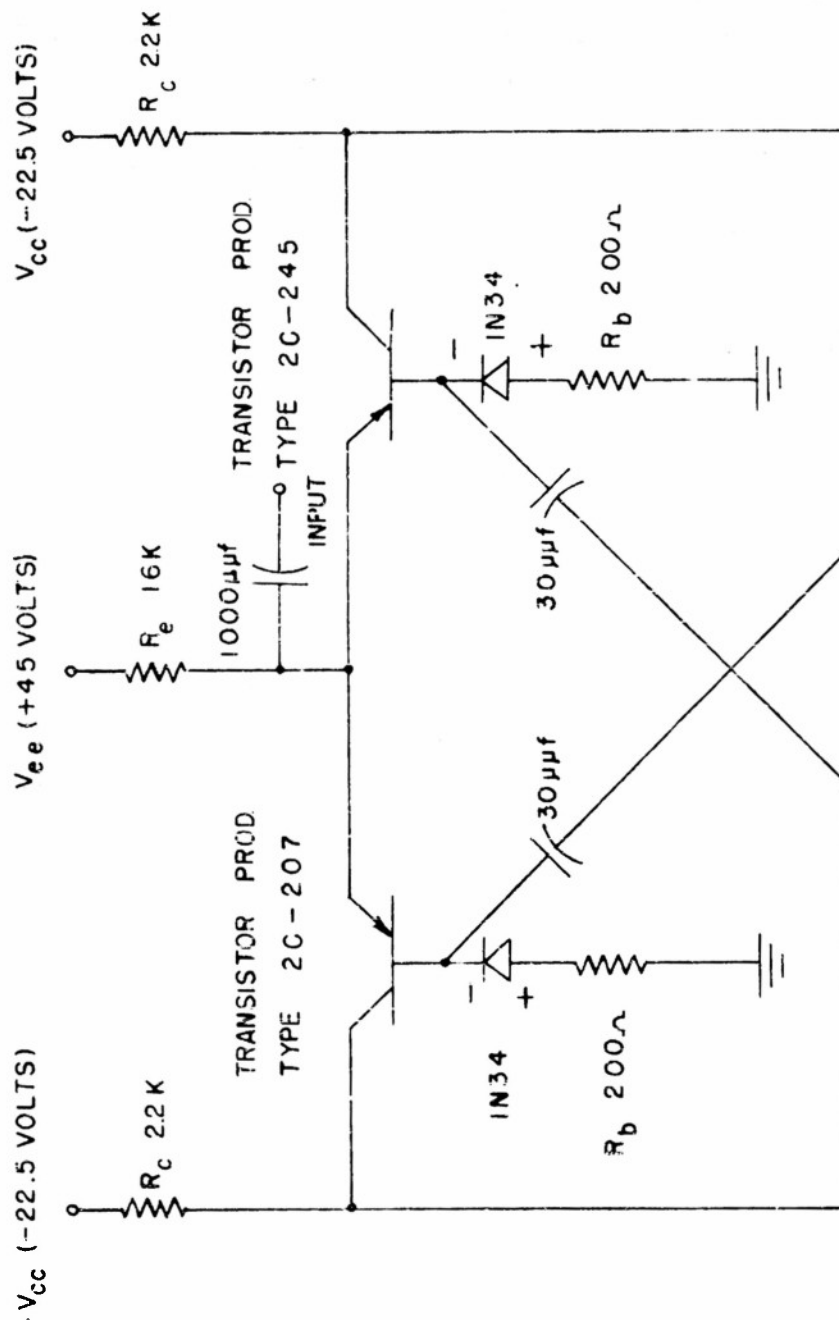 Vcc (-22.5 VOLTS)
Vee (+45 VOLTS)
Vcc (-22.5 VOLTS)
Rc 2.2K
Re 16K
Rc 2.2K
1000μμf
INPUT
TRANSISTOR PROD.
TYPE 2C-207
TRANSISTOR PROD.
TYPE 2C-245
-
+
1N34
-
+
1N34
30μμf
30μμf
Rb 200Ω
Rb 200Ω